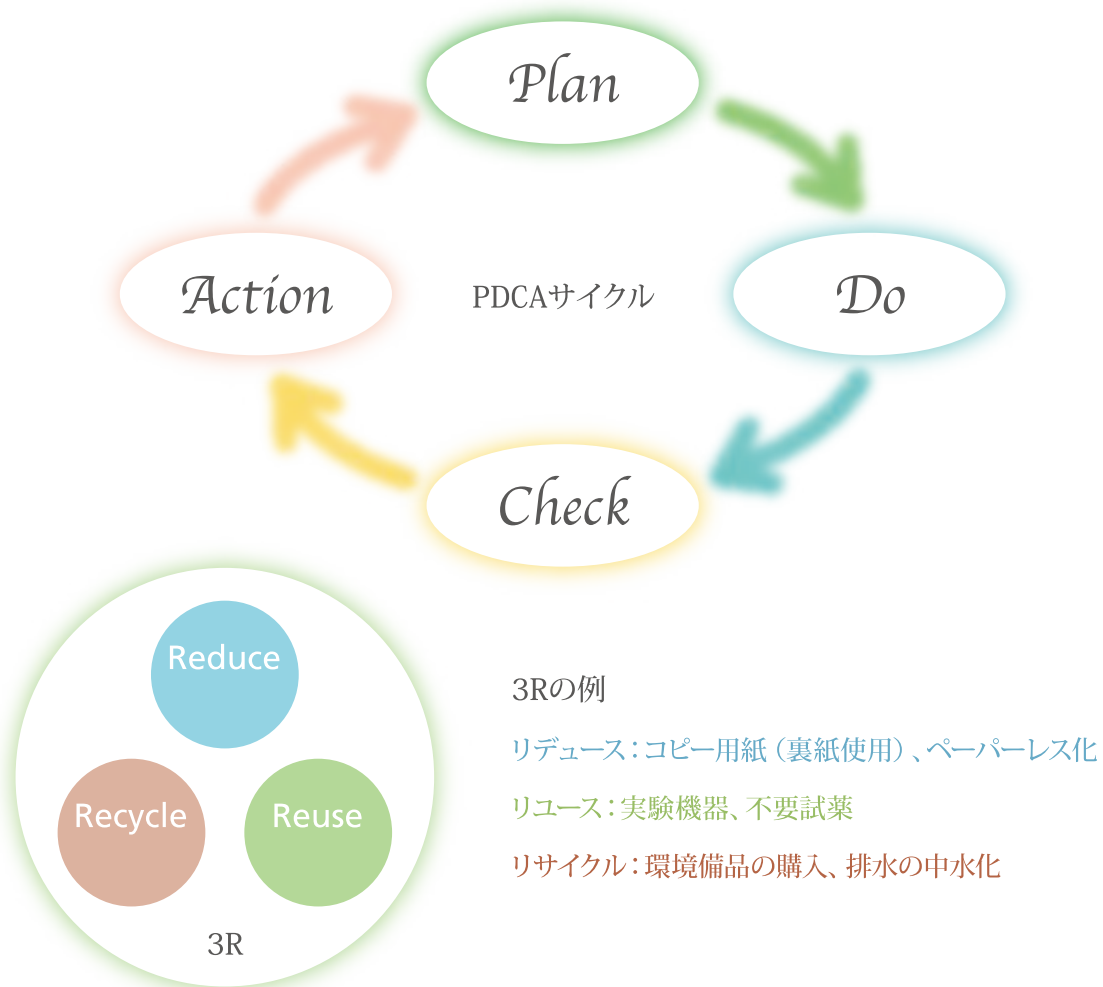 Plan
Action
PDCAサイクル
Do
Check
Reduce
Recycle
Reuse
3R
3Rの例
リデュース：コピー用紙（裏紙使用）、ペーパーレス化
リユース：実験機器、不要試薬
リサイクル：環境備品の購入、排水の中水化